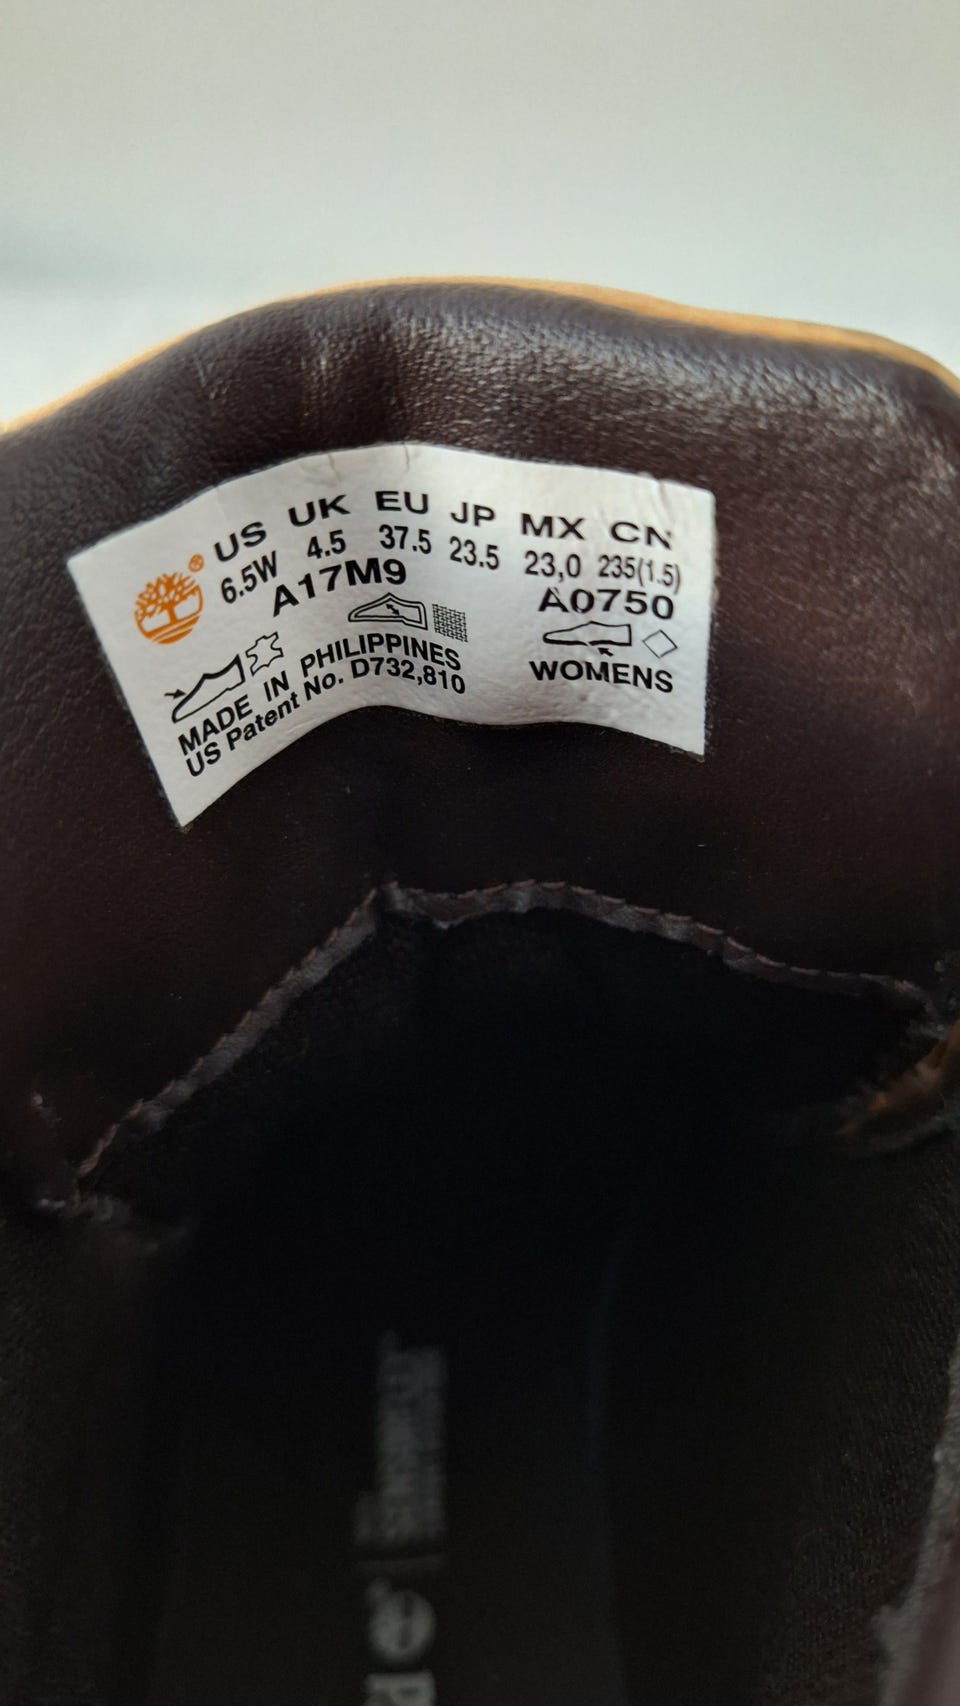 US UK EU JP MX CN
6.5W 4.5 37.5 23.5 23,0 235(1.5)
A17M9 A0750
MADE IN PHILIPPINES WOMENS
US Patent No. D732,810
®